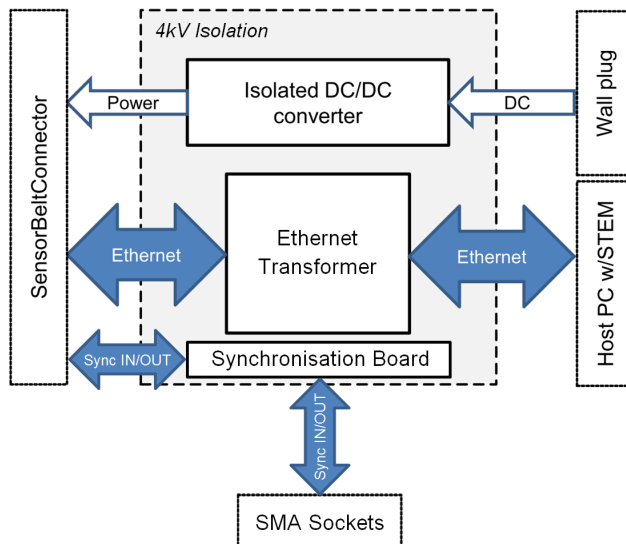 4kV Isolation
Isolated DC/DC
converter
Power
DC
Wall plug
SensorBeltConnector
Ethernet
Ethernet
Transformer
Ethernet
Host PC w/STEM
Sync IN/OUT
Synchronisation Board
Sync IN/OUT
SMA Sockets